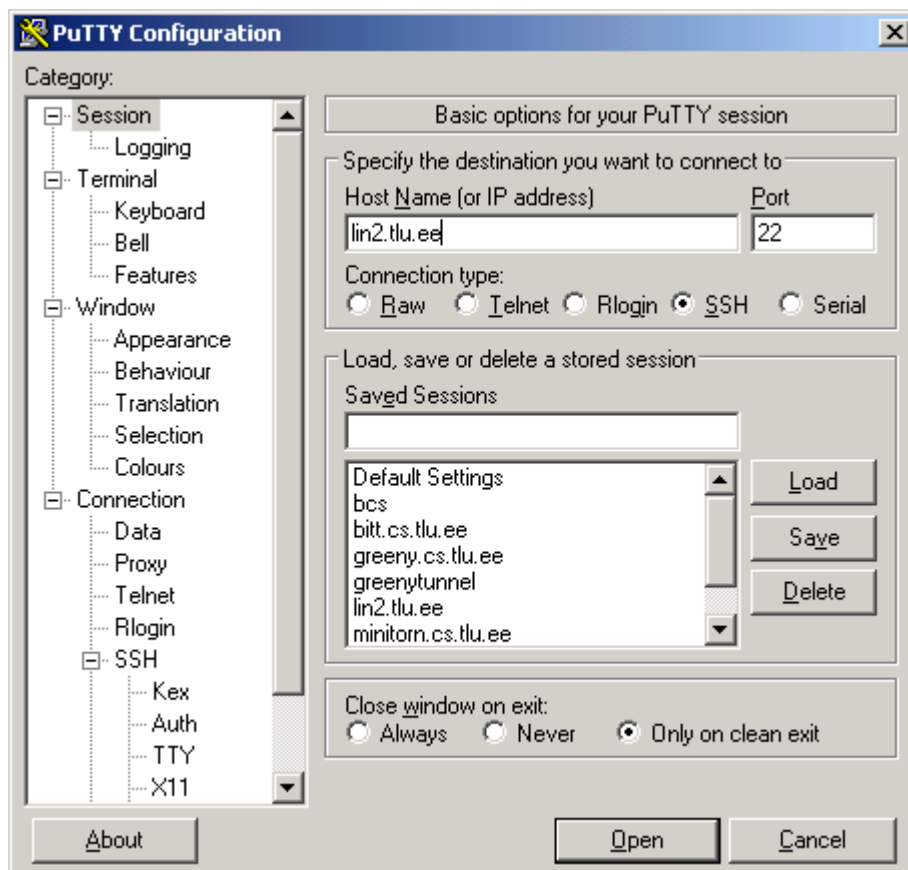 PuTTY Configuration
Category:
Session
Logging
Terminal
Keyboard
Bell
Features
Window
Appearance
Behaviour
Translation
Selection
Colours
Connection
Data
Proxy
Telnet
Rlogin
SSH
Kex
Auth
TTY
X11
Basic options for your PuTTY session
Specify the destination you want to connect to
Host Name (or IP address) Port
lin2.tlu.ee 22
Connection type:
Raw Telnet Rlogin SSH Serial
Load, save or delete a stored session
Saved Sessions
Default Settings
bcs
bitt.cs.tlu.ee
greeny.cs.tlu.ee
greenytunnel
lin2.tlu.ee
minitorn.cs.tlu.ee
Load
Save
Delete
Close window on exit:
Always Never Only on clean exit
About Open Cancel